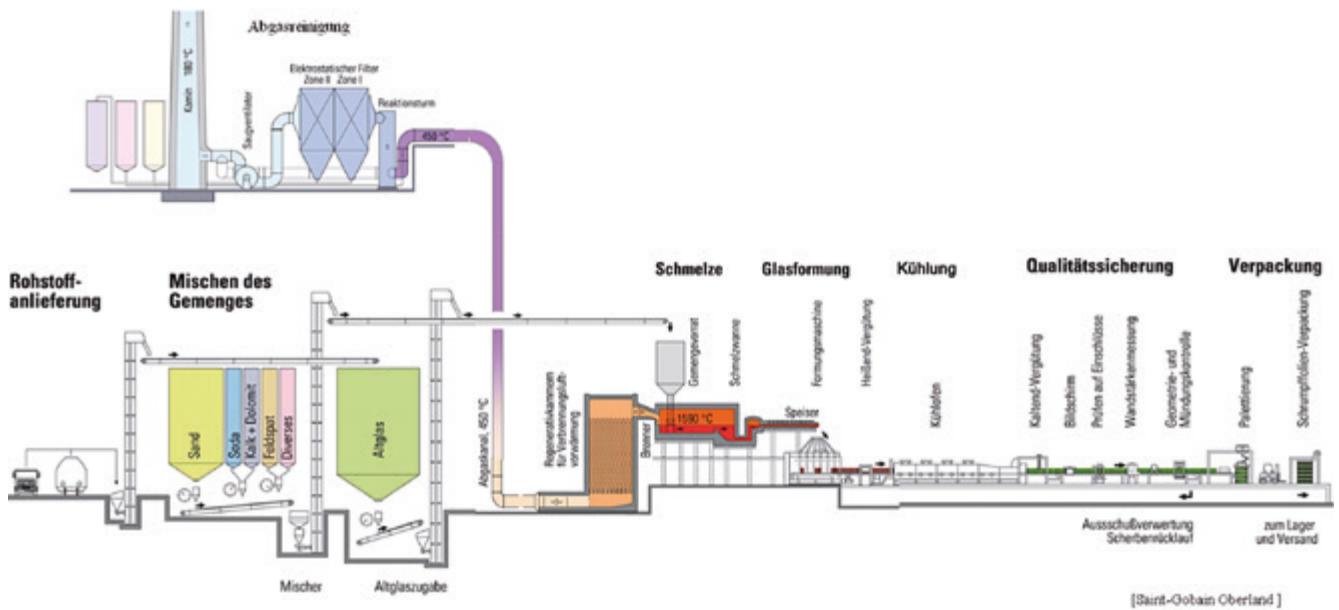 Abgasreinigung
Kamin 180 °C
Saugventilator
Elektrostatischer Filter
Zone II Zone I
Reaktionsturm
450 °C
Rohstoff-
anlieferung
Mischen des
Gemenges
Schmelze
Glasformung
Kühlung
Qualitätssicherung
Verpackung
Sand
Soda
Kalk + Dolomit
Feldspat
Diverses
Altglas
Abgaskanal, 450 °C
Regenerativkammern
für Verbrennungsluft-
vorwärmung
Brenner
1590 °C
Gemengevorrat
Schmelzwanne
Speiser
Formungsmaschine
Heißend-Vergütung
Kühlofen
Kaltend-Vergütung
Bildschirm
Prüfen auf Einschlüsse
Wandstärkenmessung
Geometrie- und
Mündungskontrolle
Palettierung
Schrumpffolien-Verpackung
Mischer
Altglaszugabe
Ausschußverwertung
Scherbenrücklauf
zum Lager
und Versand
[Saint-Gobain Oberland ]